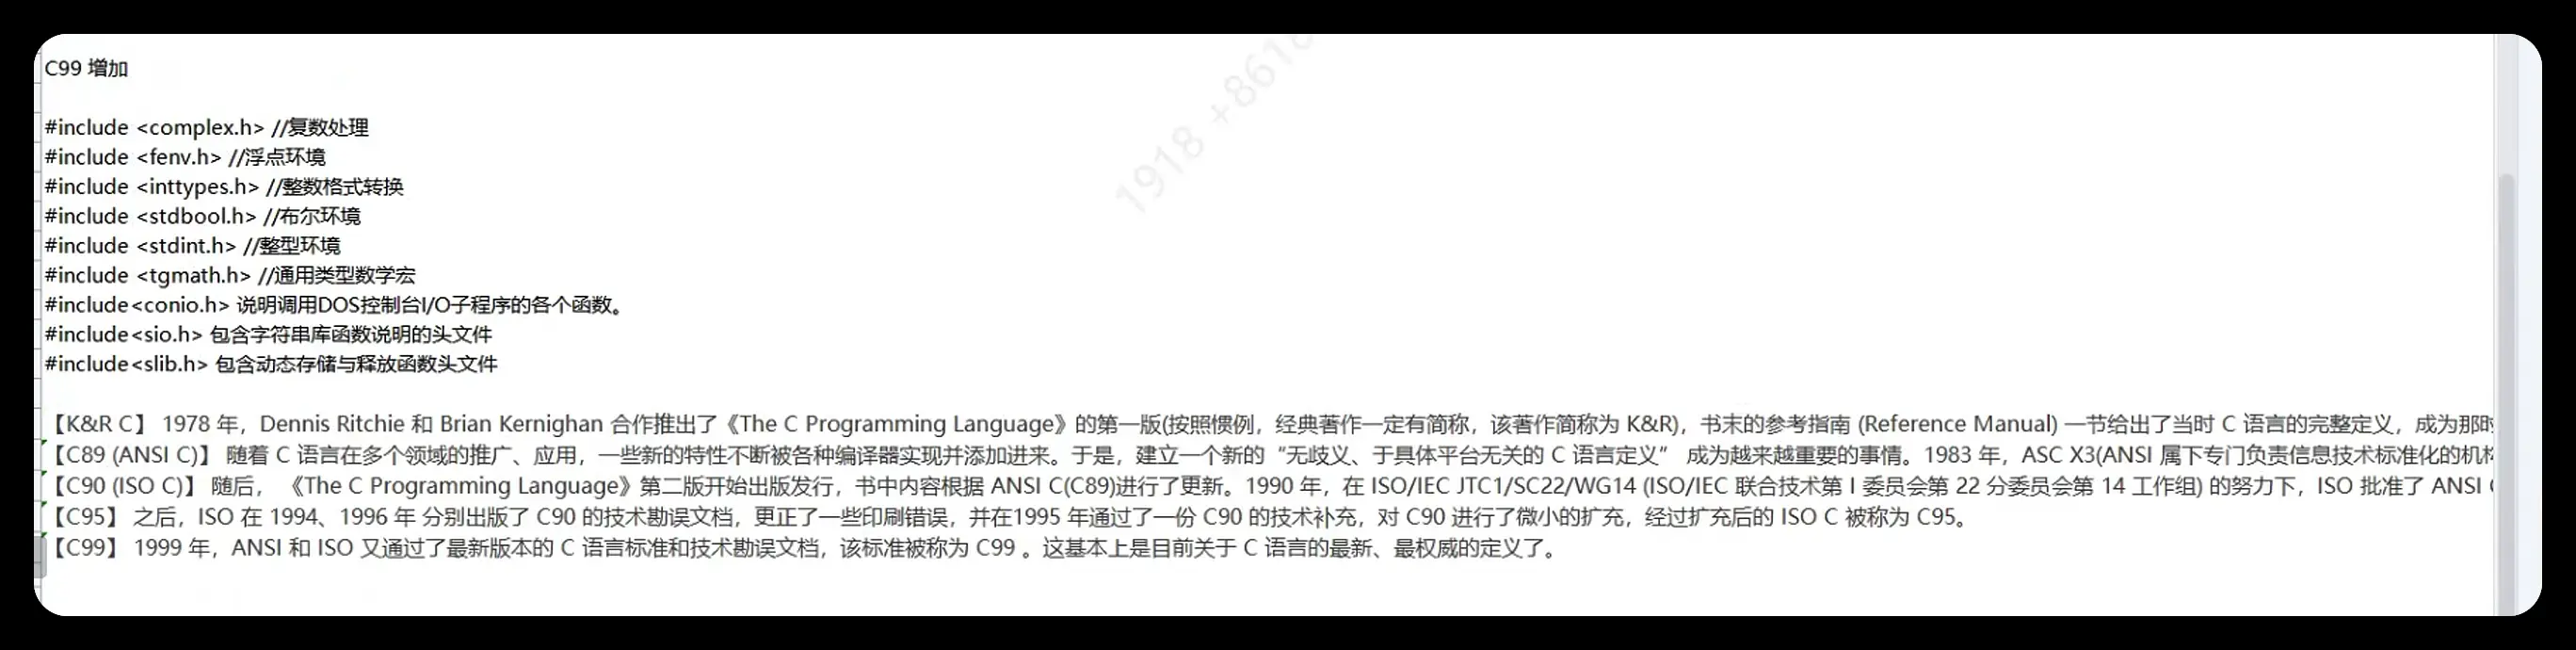 C99 增加
#include <complex.h> //复数处理
#include <fenv.h> //浮点环境
#include <inttypes.h> //整数格式转换
#include <stdbool.h> //布尔环境
#include <stdint.h> //整型环境
#include <tgmath.h> //通用类型数学宏
#include<conio.h> 说明调用DOS控制台I/O子程序的各个函数。
#include<sio.h> 包含字符串库函数说明的头文件
#include<slib.h> 包含动态存储与释放函数头文件
【K&R C】 1978 年，Dennis Ritchie 和 Brian Kernighan 合作推出了《The C Programming Language》的第一版(按照惯例，经典著作一定有简称，该著作简称为 K&R)，书末的参考指南 (Reference Manual) 一节给出了当时 C 语言的完整定义，成为那时
【C89 (ANSI C)】 随着 C 语言在多个领域的推广、应用，一些新的特性不断被各种编译器实现并添加进来。于是，建立一个新的“无歧义、于具体平台无关的 C 语言定义” 成为越来越重要的事情。1983 年，ASC X3(ANSI 属下专门负责信息技术标准化的机构
【C90 (ISO C)】 随后， 《The C Programming Language》第二版开始出版发行，书中内容根据 ANSI C(C89)进行了更新。1990 年，在 ISO/IEC JTC1/SC22/WG14 (ISO/IEC 联合技术第 I 委员会第 22 分委员会第 14 工作组) 的努力下，ISO 批准了 ANSI
【C95】 之后，ISO 在 1994、1996 年 分别出版了 C90 的技术勘误文档，更正了一些印刷错误，并在1995 年通过了一份 C90 的技术补充，对 C90 进行了微小的扩充，经过扩充后的 ISO C 被称为 C95。
【C99】 1999 年，ANSI 和 ISO 又通过了最新版本的 C 语言标准和技术勘误文档，该标准被称为 C99 。这基本上是目前关于 C 语言的最新、最权威的定义了。
1918 +8618